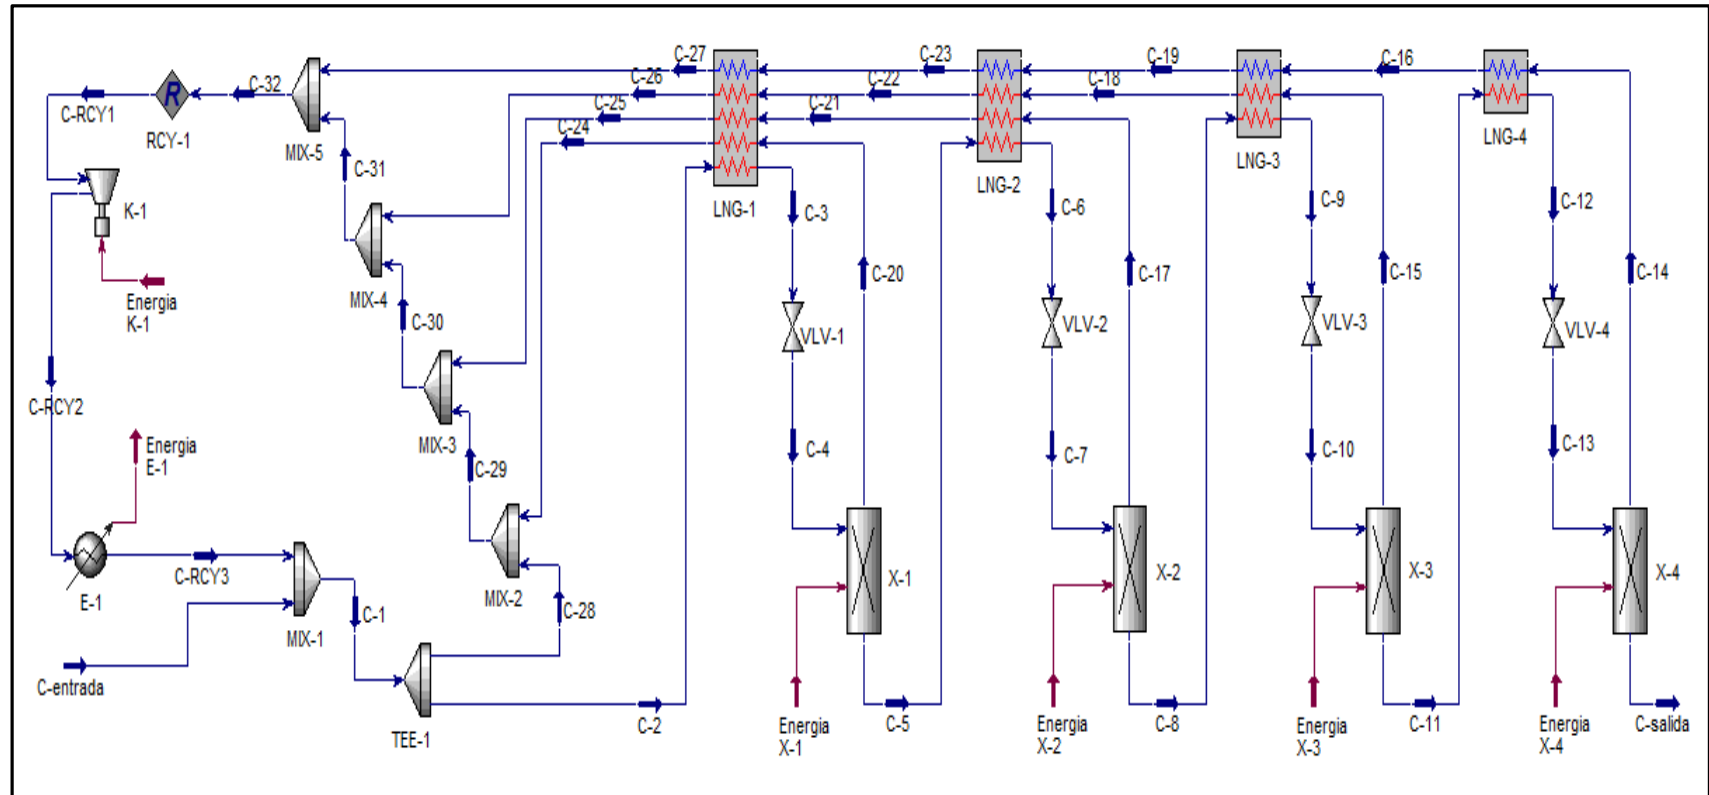 C-27
C-23
C-19
C-16
C-26
C-22
C-18
C-32
C-RCY1
C-25
C-21
C-24
RCY-1
MIX-5
C-31
LNG-1
LNG-2
LNG-3
LNG-4
K-1
C-3
C-6
C-9
C-12
C-20
C-17
C-15
C-14
Energia
K-1
MIX-4
C-30
VLV-1
VLV-2
VLV-3
VLV-4
C-RCY2
MIX-3
Energia
E-1
C-29
C-4
C-7
C-10
C-13
C-RCY3
E-1
MIX-2
X-1
X-2
X-3
X-4
MIX-1
C-1
C-28
C-entrada
TEE-1
C-2
Energia
X-1
C-5
Energia
X-2
C-8
Energia
X-3
C-11
Energia
X-4
C-salida
R